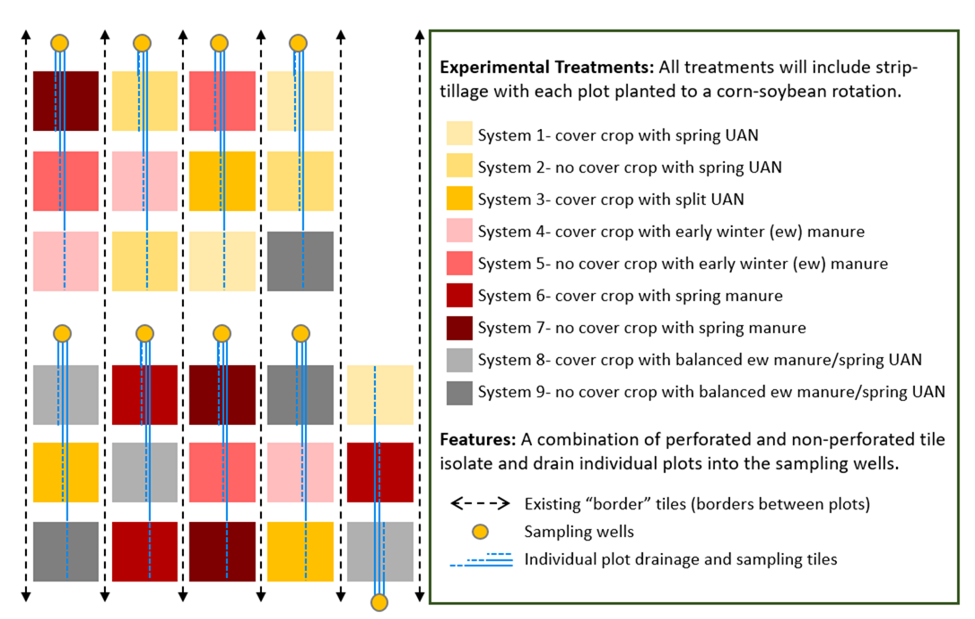 Experimental Treatments: All treatments will include strip-
tillage with each plot planted to a corn-soybean rotation.
System 1- cover crop with spring UAN
System 2- no cover crop with spring UAN
System 3- cover crop with split UAN
System 4- cover crop with early winter (ew) manure
System 5- no cover crop with early winter (ew) manure
System 6- cover crop with spring manure
System 7- no cover crop with spring manure
System 8- cover crop with balanced ew manure/spring UAN
System 9- no cover crop with balanced ew manure/spring UAN
Features: A combination of perforated and non-perforated tile
isolate and drain individual plots into the sampling wells.
Existing “border” tiles (borders between plots)
Sampling wells
Individual plot drainage and sampling tiles